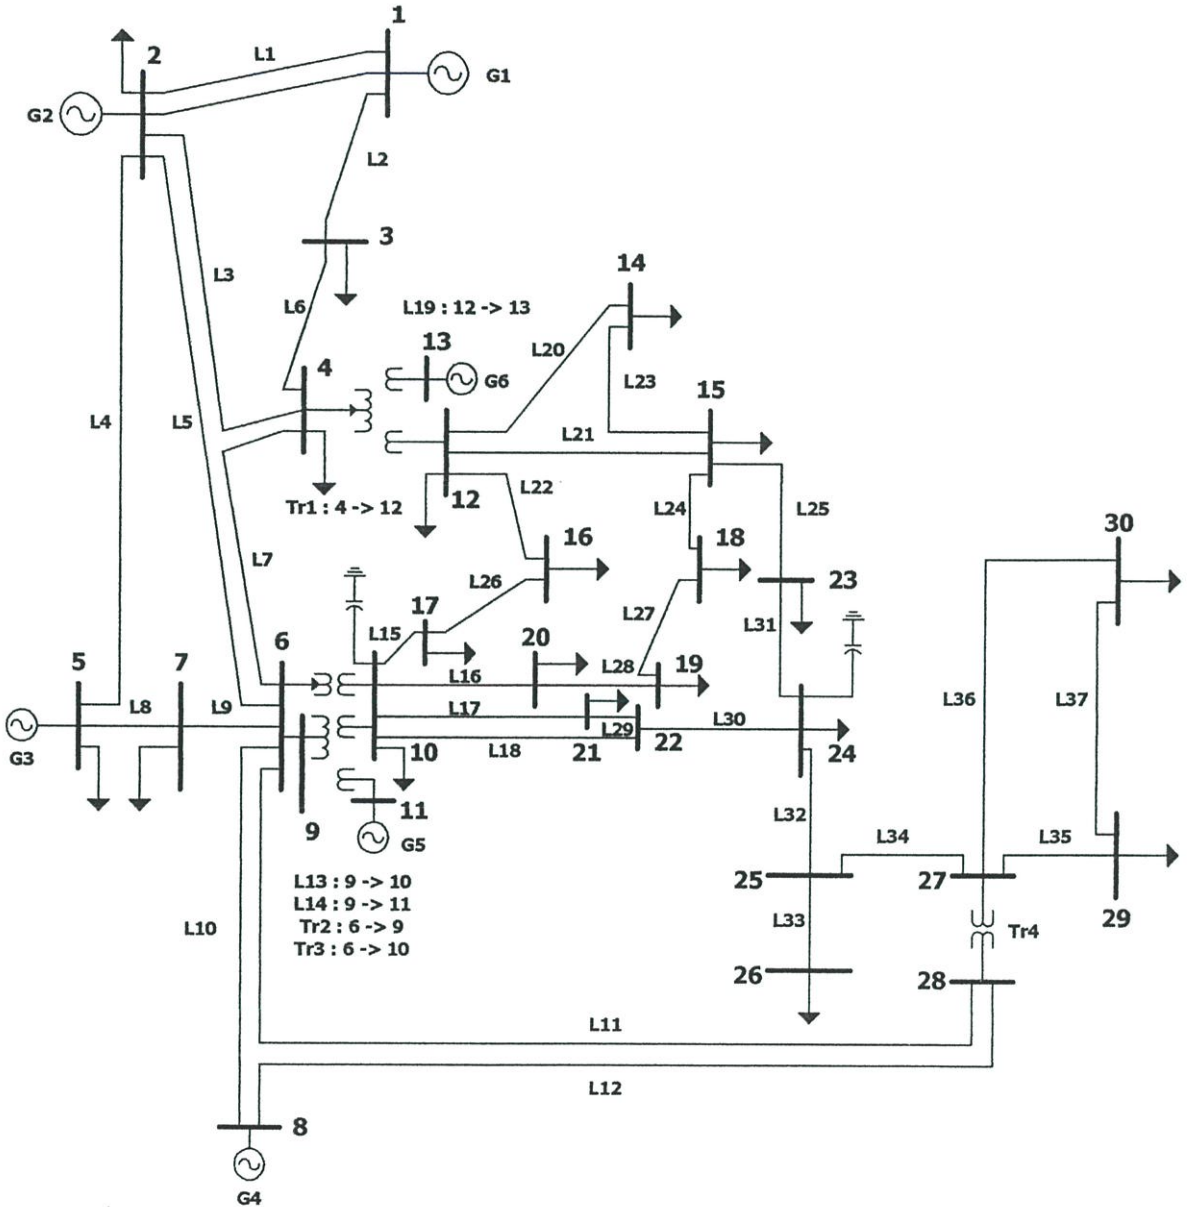 1
2
L1
G1
G2
L2
3
14
L3
L6
L19 : 12 -> 13
13
4
L20
G6
L23
15
L4
L5
L21
L22
12
Tr1 : 4 -> 12
L24
L25
30
16
18
L7
L26
23
17
L27
L31
L15
20
6
L28
19
5
7
L16
L36
L37
L8
L9
L17
L29
L30
G3
L18
10
21
22
24
11
9
G5
L32
L34
L35
L13 : 9 -> 10
25
27
L14 : 9 -> 11
29
Tr2 : 6 -> 9
L10
L33
Tr4
Tr3 : 6 -> 10
26
28
L11
L12
8
G4